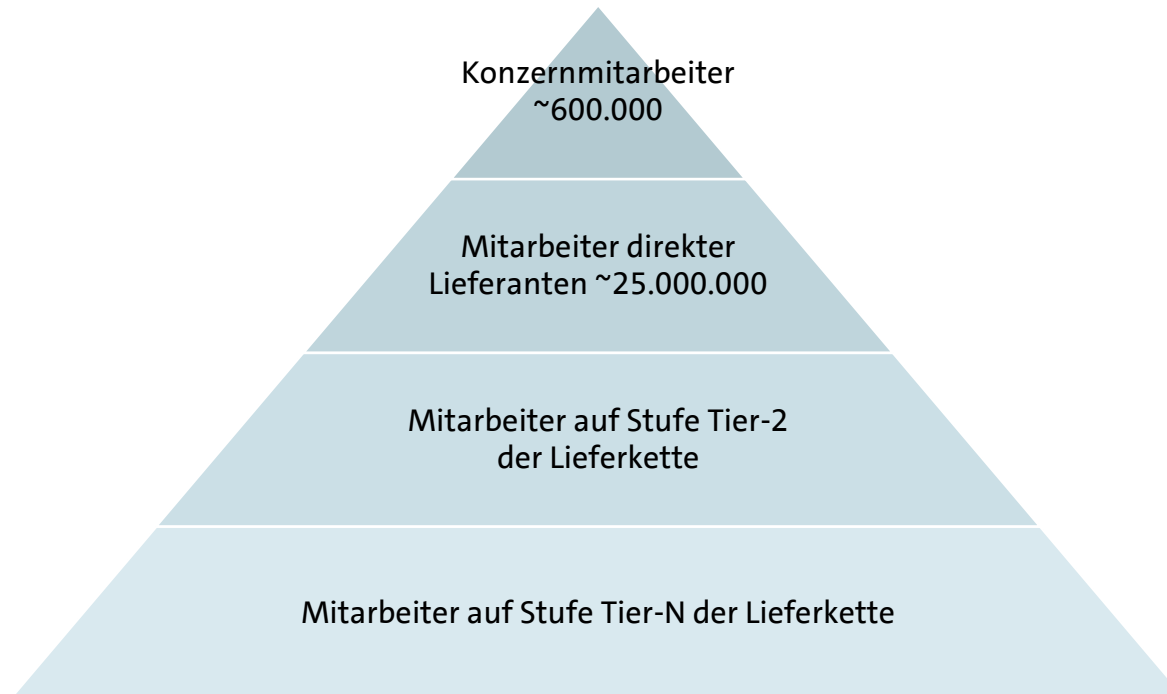 Konzernmitarbeiter
~600.000
Mitarbeiter direkter
Lieferanten ~25.000.000
Mitarbeiter auf Stufe Tier-2
der Lieferkette
Mitarbeiter auf Stufe Tier-N der Lieferkette